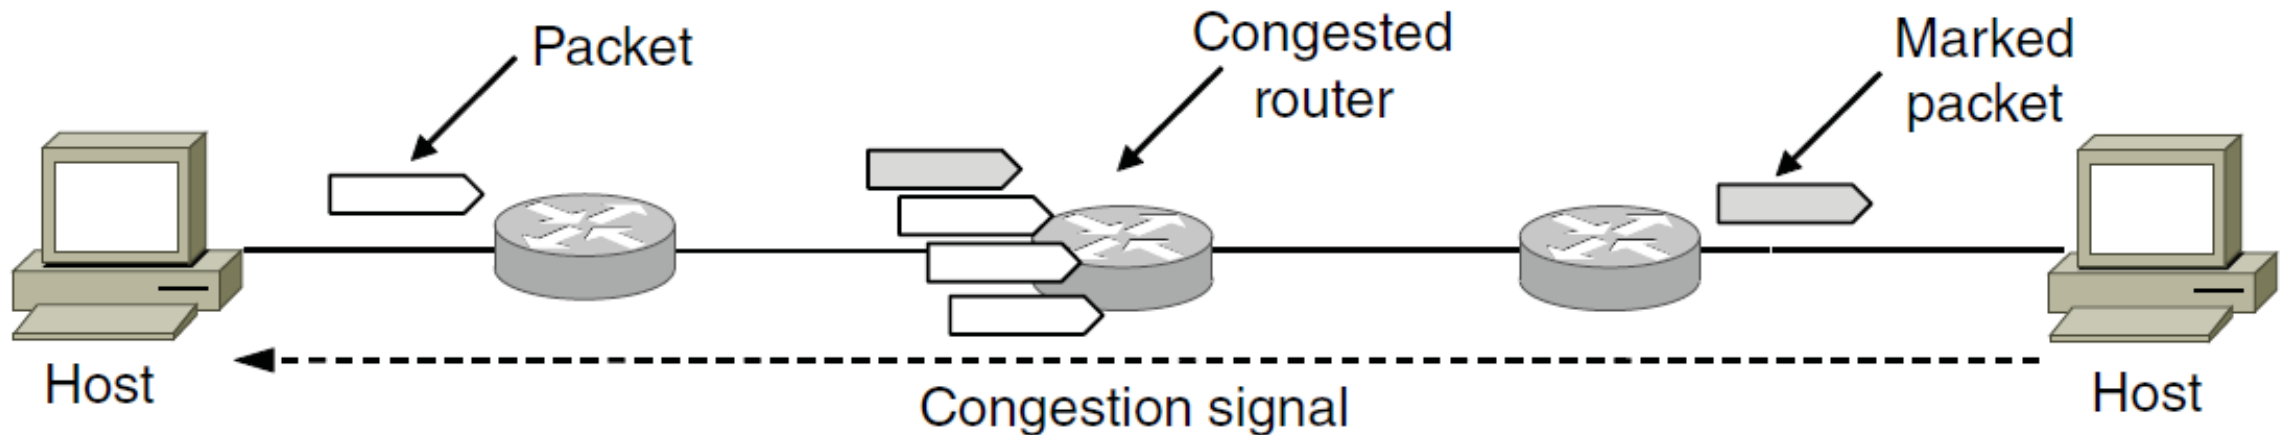 Packet
Congested
router
Marked
packet
Host
Congestion signal
Host